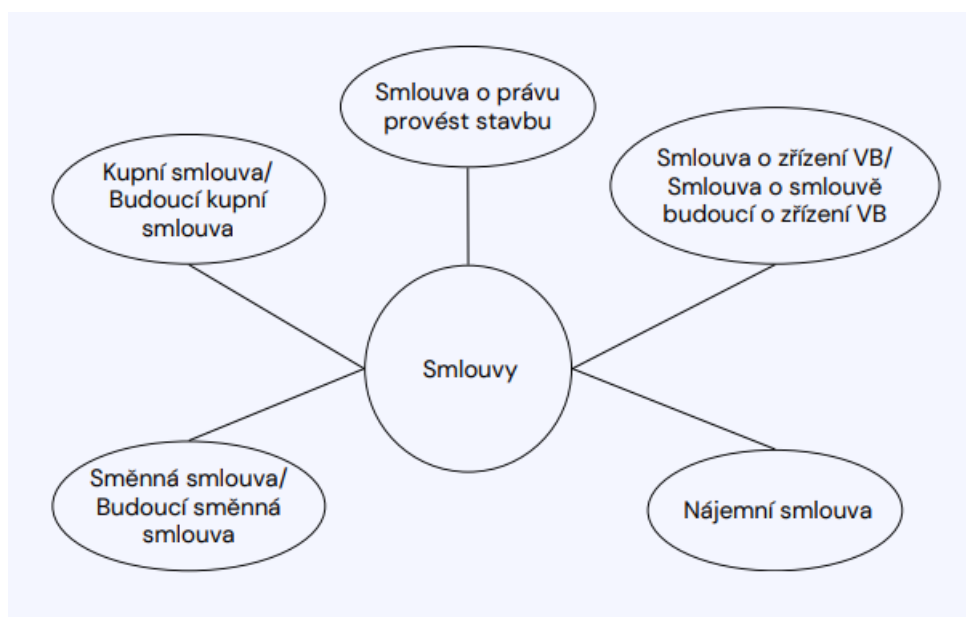 Smlouva o právu
provést stavbu
Kupní smlouva/
Budoucí kupní
smlouva
Smlouva o zřízení VB/
Smlouva o smlouvě
budoucí o zřízení VB
Smlouvy
Směnná smlouva/
Budoucí směnná
smlouva
Nájemní smlouva